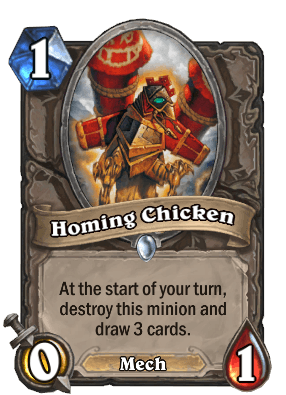 1
Homing Chicken
At the start of your turn,
destroy this minion and
draw 3 cards.
0
Mech
1